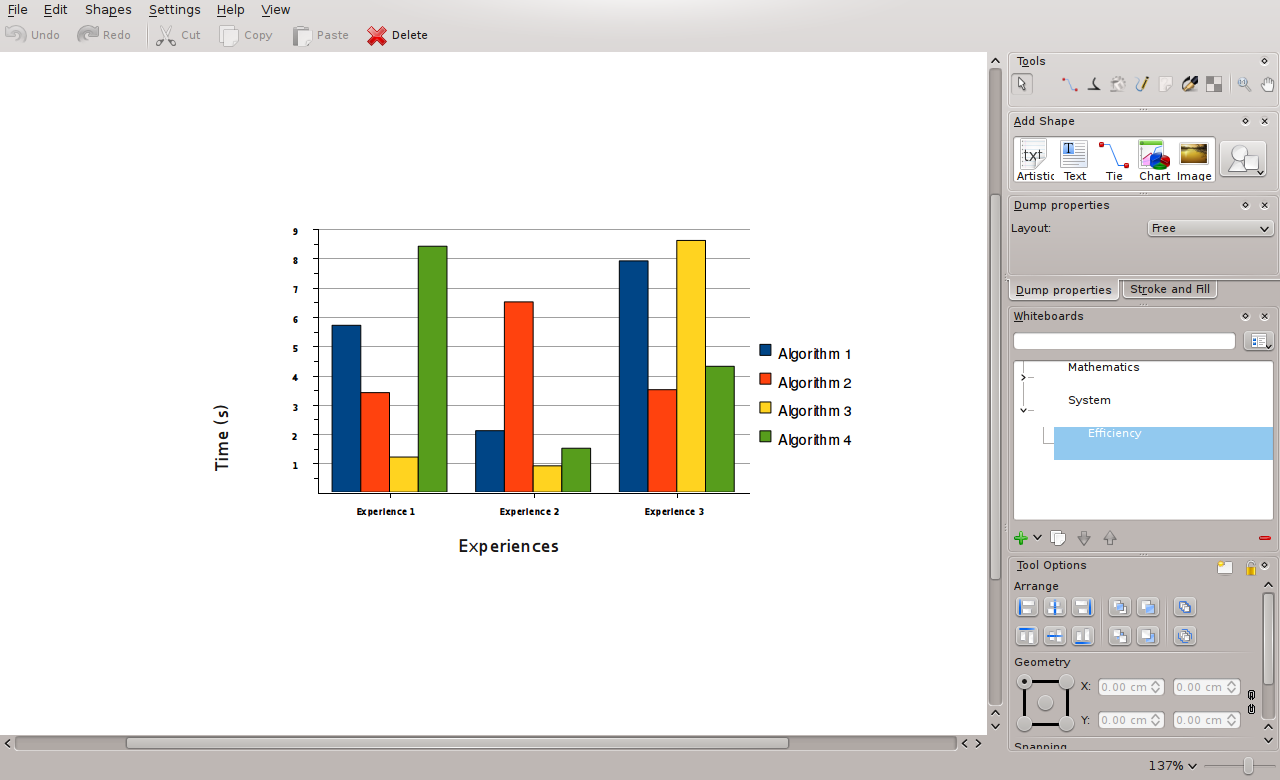 File Edit Shapes Settings Help View
Undo Redo Cut Copy Paste Delete
Tools
Add Shape
txt T
Artistic Text Tie Chart Image
Dump properties
Layout: Free
Dump properties Stroke and Fill
Whiteboards
Mathematics
System
Efficiency
Tool Options
Arrange
Geometry
X: 0.00 cm 0.00 cm
Y: 0.00 cm 0.00 cm
Snapping
137%
9
8
7
6
5
4
3
2
1
Time (s)
Experience 1 Experience 2 Experience 3
Experiences
Algorithm 1
Algorithm 2
Algorithm 3
Algorithm 4